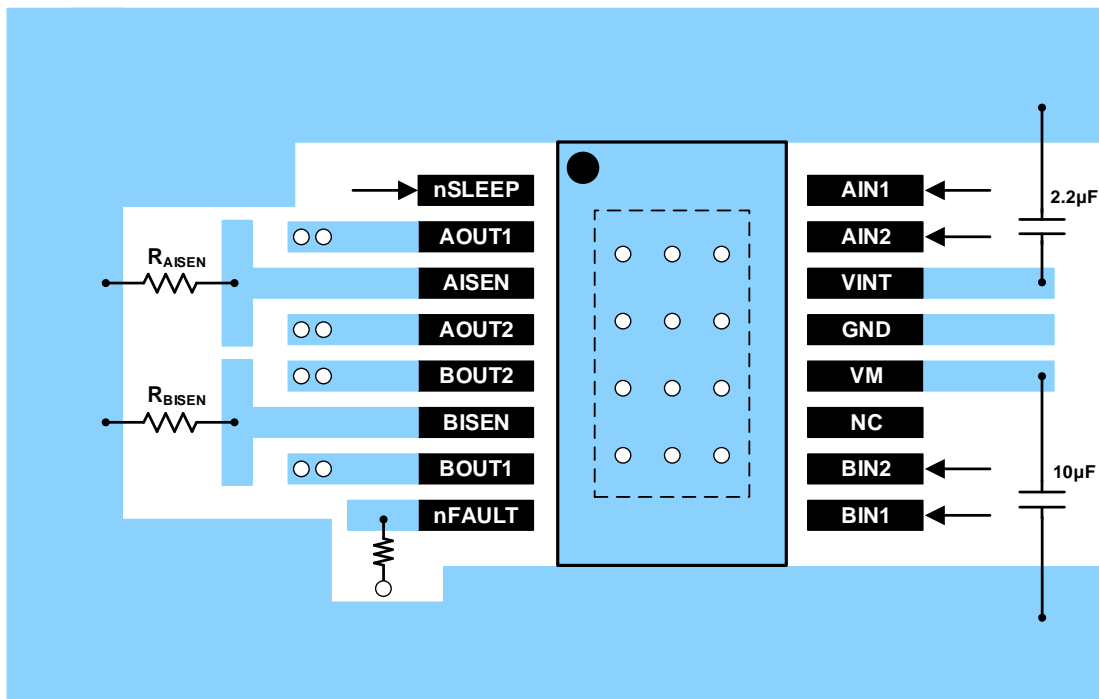 nSLEEP
AOUT1
AISEN
AOUT2
BOUT2
BISEN
BOUT1
nFAULT
RAISEN
RBISEN
AIN1
AIN2
VINT
GND
VM
NC
BIN2
BIN1
2.2µF
10µF